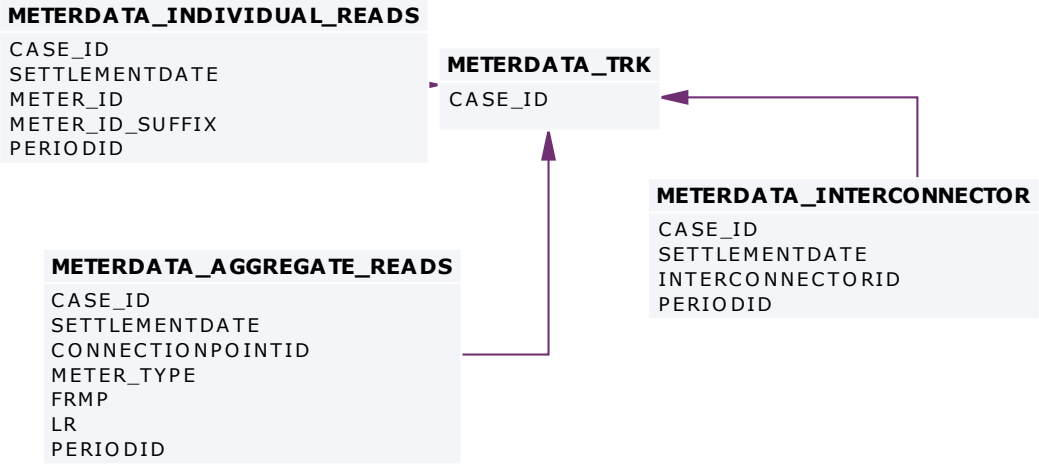 METERDATA_INDIVIDUAL_READS
CASE_ID
SETTLEMENTDATE
METER_ID
METER_ID_SUFFIX
PERIODID
METERDATA_TRK
CASE_ID
METERDATA_INTERCONNECTOR
CASE_ID
SETTLEMENTDATE
INTERCONNECTORID
PERIODID
METERDATA_AGGREGATE_READS
CASE_ID
SETTLEMENTDATE
CONNECTIONPOINTID
METER_TYPE
FRMP
LR
PERIODID